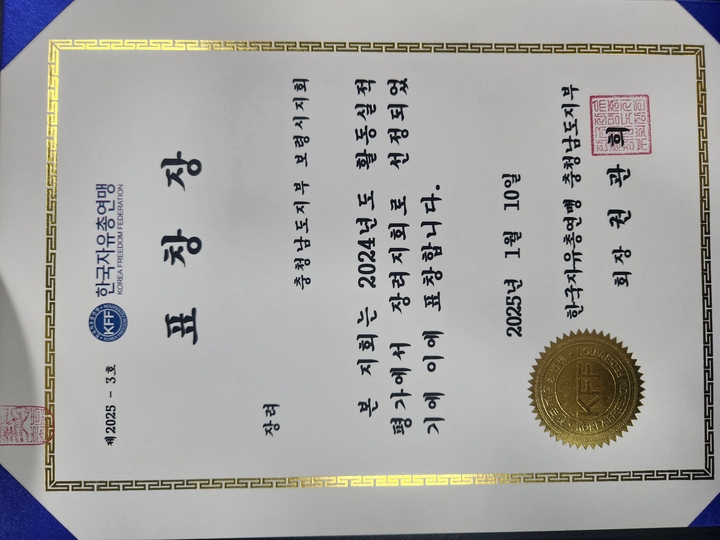 제2025 - 3호
KFF
한국자유총연맹
KOREA FREEDOM FEDERATION
표 창 장
장려
충청남도지부 보령시지회
본 지회는 2024년도 활동실적
평가에서 장려지회로 선정되었
기에 이에 표창합니다.
2025년 1월 10일
한국자유총연맹 충청남도지부
회장 권 관 희
KFF